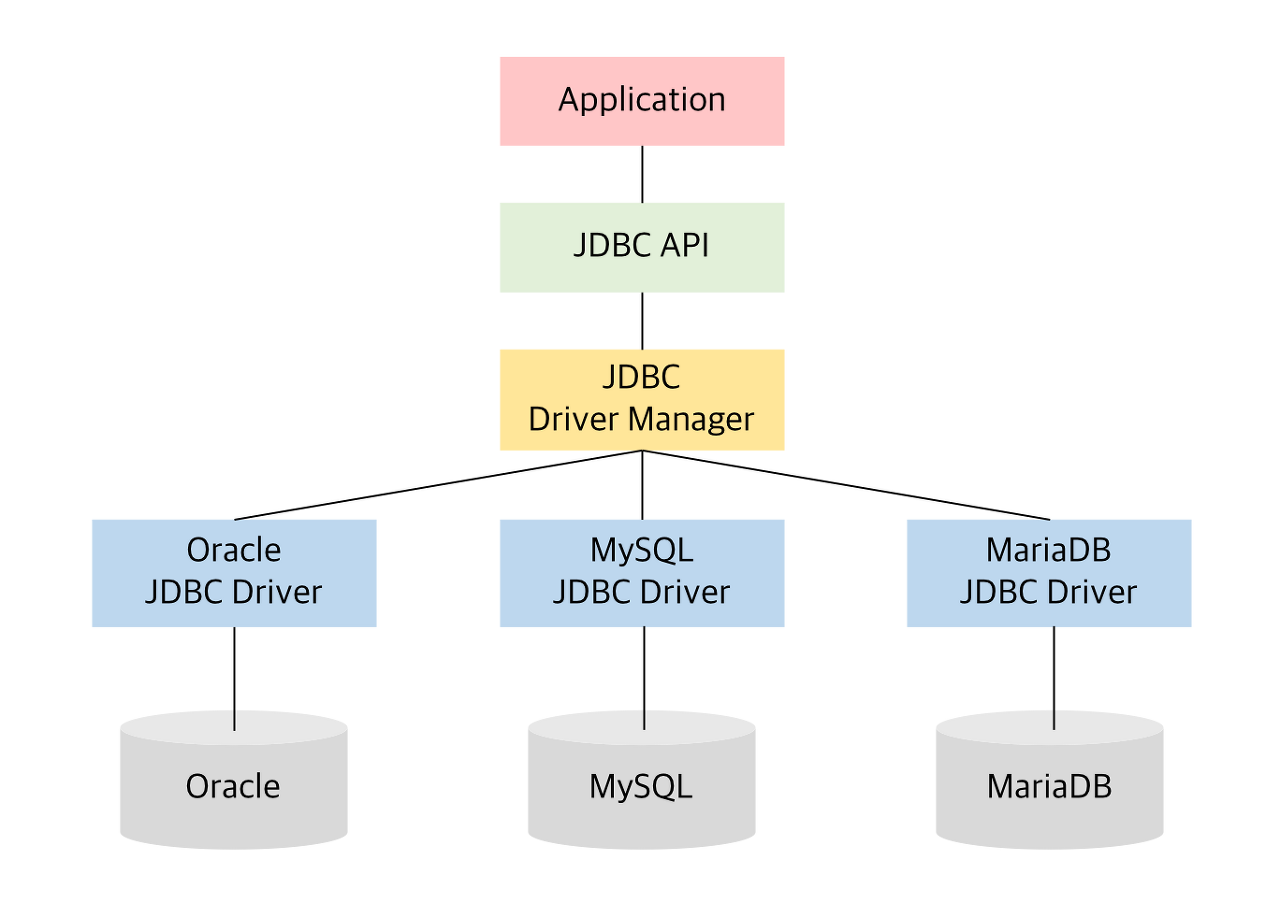 Application
JDBC API
JDBC
Driver Manager
Oracle
JDBC Driver
MySQL
JDBC Driver
MariaDB
JDBC Driver
Oracle
MySQL
MariaDB